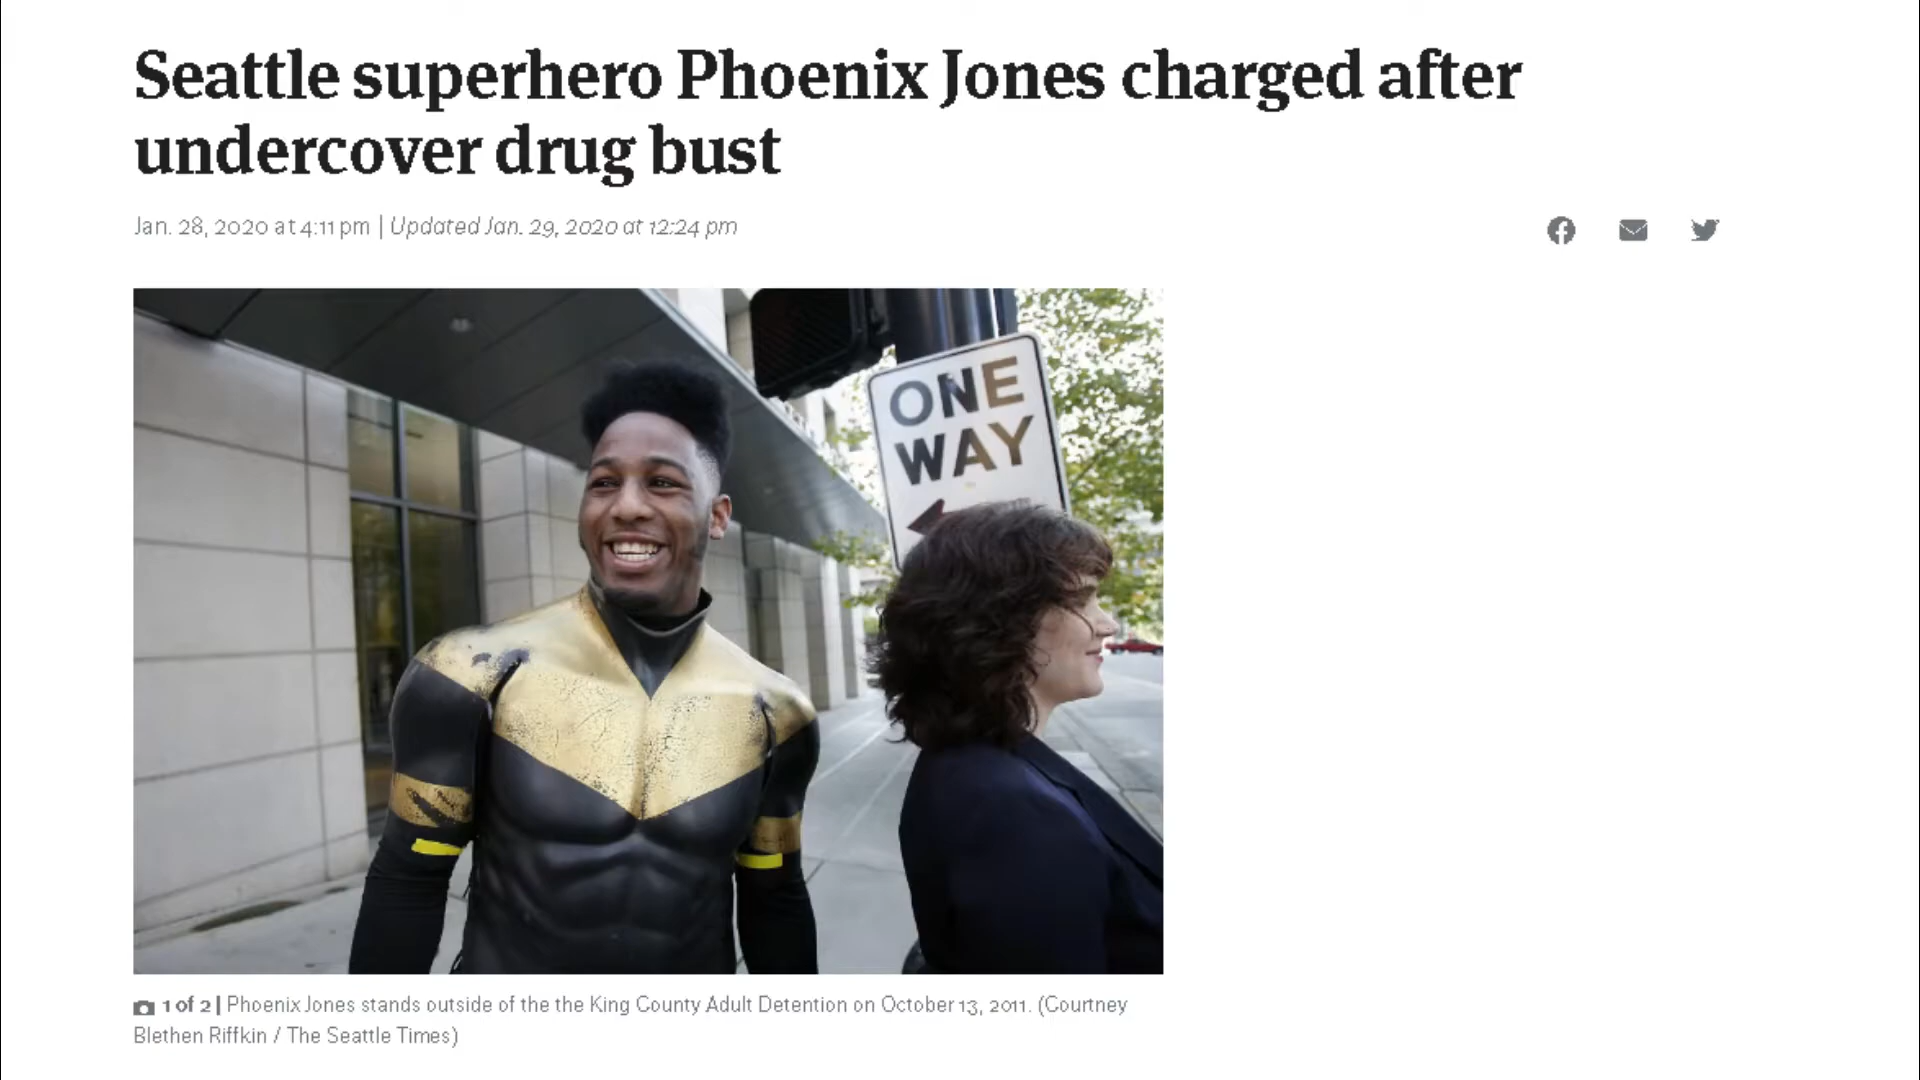 Seattle superhero Phoenix Jones charged after
undercover drug bust
Jan. 28, 2020 at 4:11 pm | Updated Jan. 29, 2020 at 12:24 pm
ONE
WAY
1 of 2 | Phoenix Jones stands outside of the the King County Adult Detention on October 13, 2011. (Courtney
Blethen Riffkin / The Seattle Times)